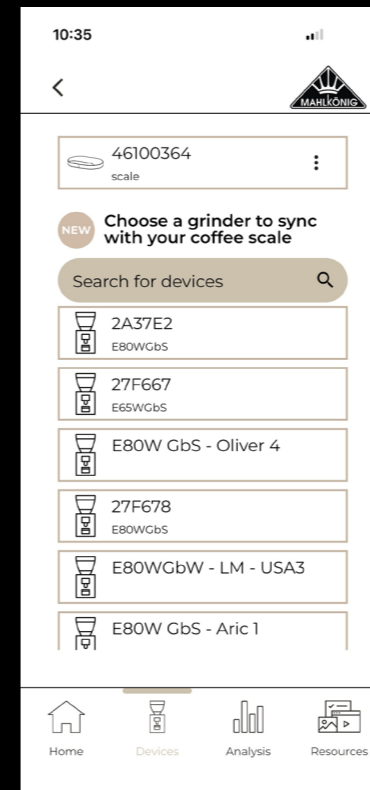 10:35
MAHLKÖNIG
46100364
scale
NEW
Choose a grinder to sync
with your coffee scale
Search for devices
2A37E2
E80WGbS
27F667
E65WGbS
E80W GbS - Oliver 4
27F678
E80WGbS
E80WGbW - LM - USA3
E80W GbS - Aric 1
Home
Devices
Analysis
Resources